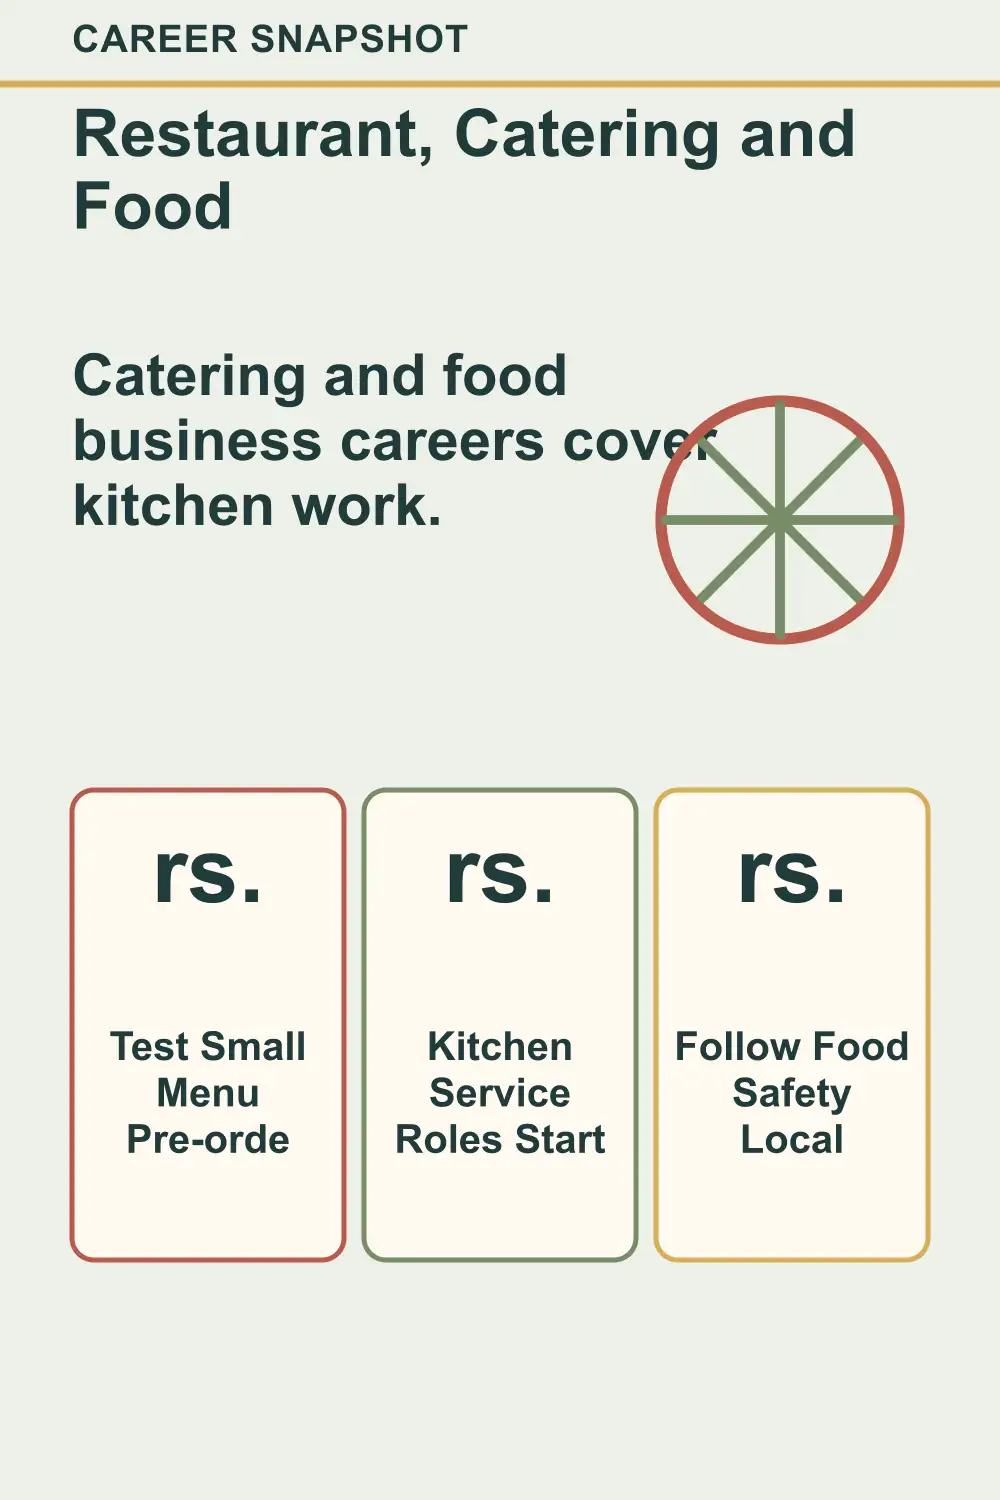 CAREER SNAPSHOT
Restaurant, Catering and
Food
Catering and food
business careers cover
kitchen work.
rs.
Test Small
Menu
Pre-orde
rs.
Kitchen
Service
Roles Start
rs.
Follow Food
Safety
Local